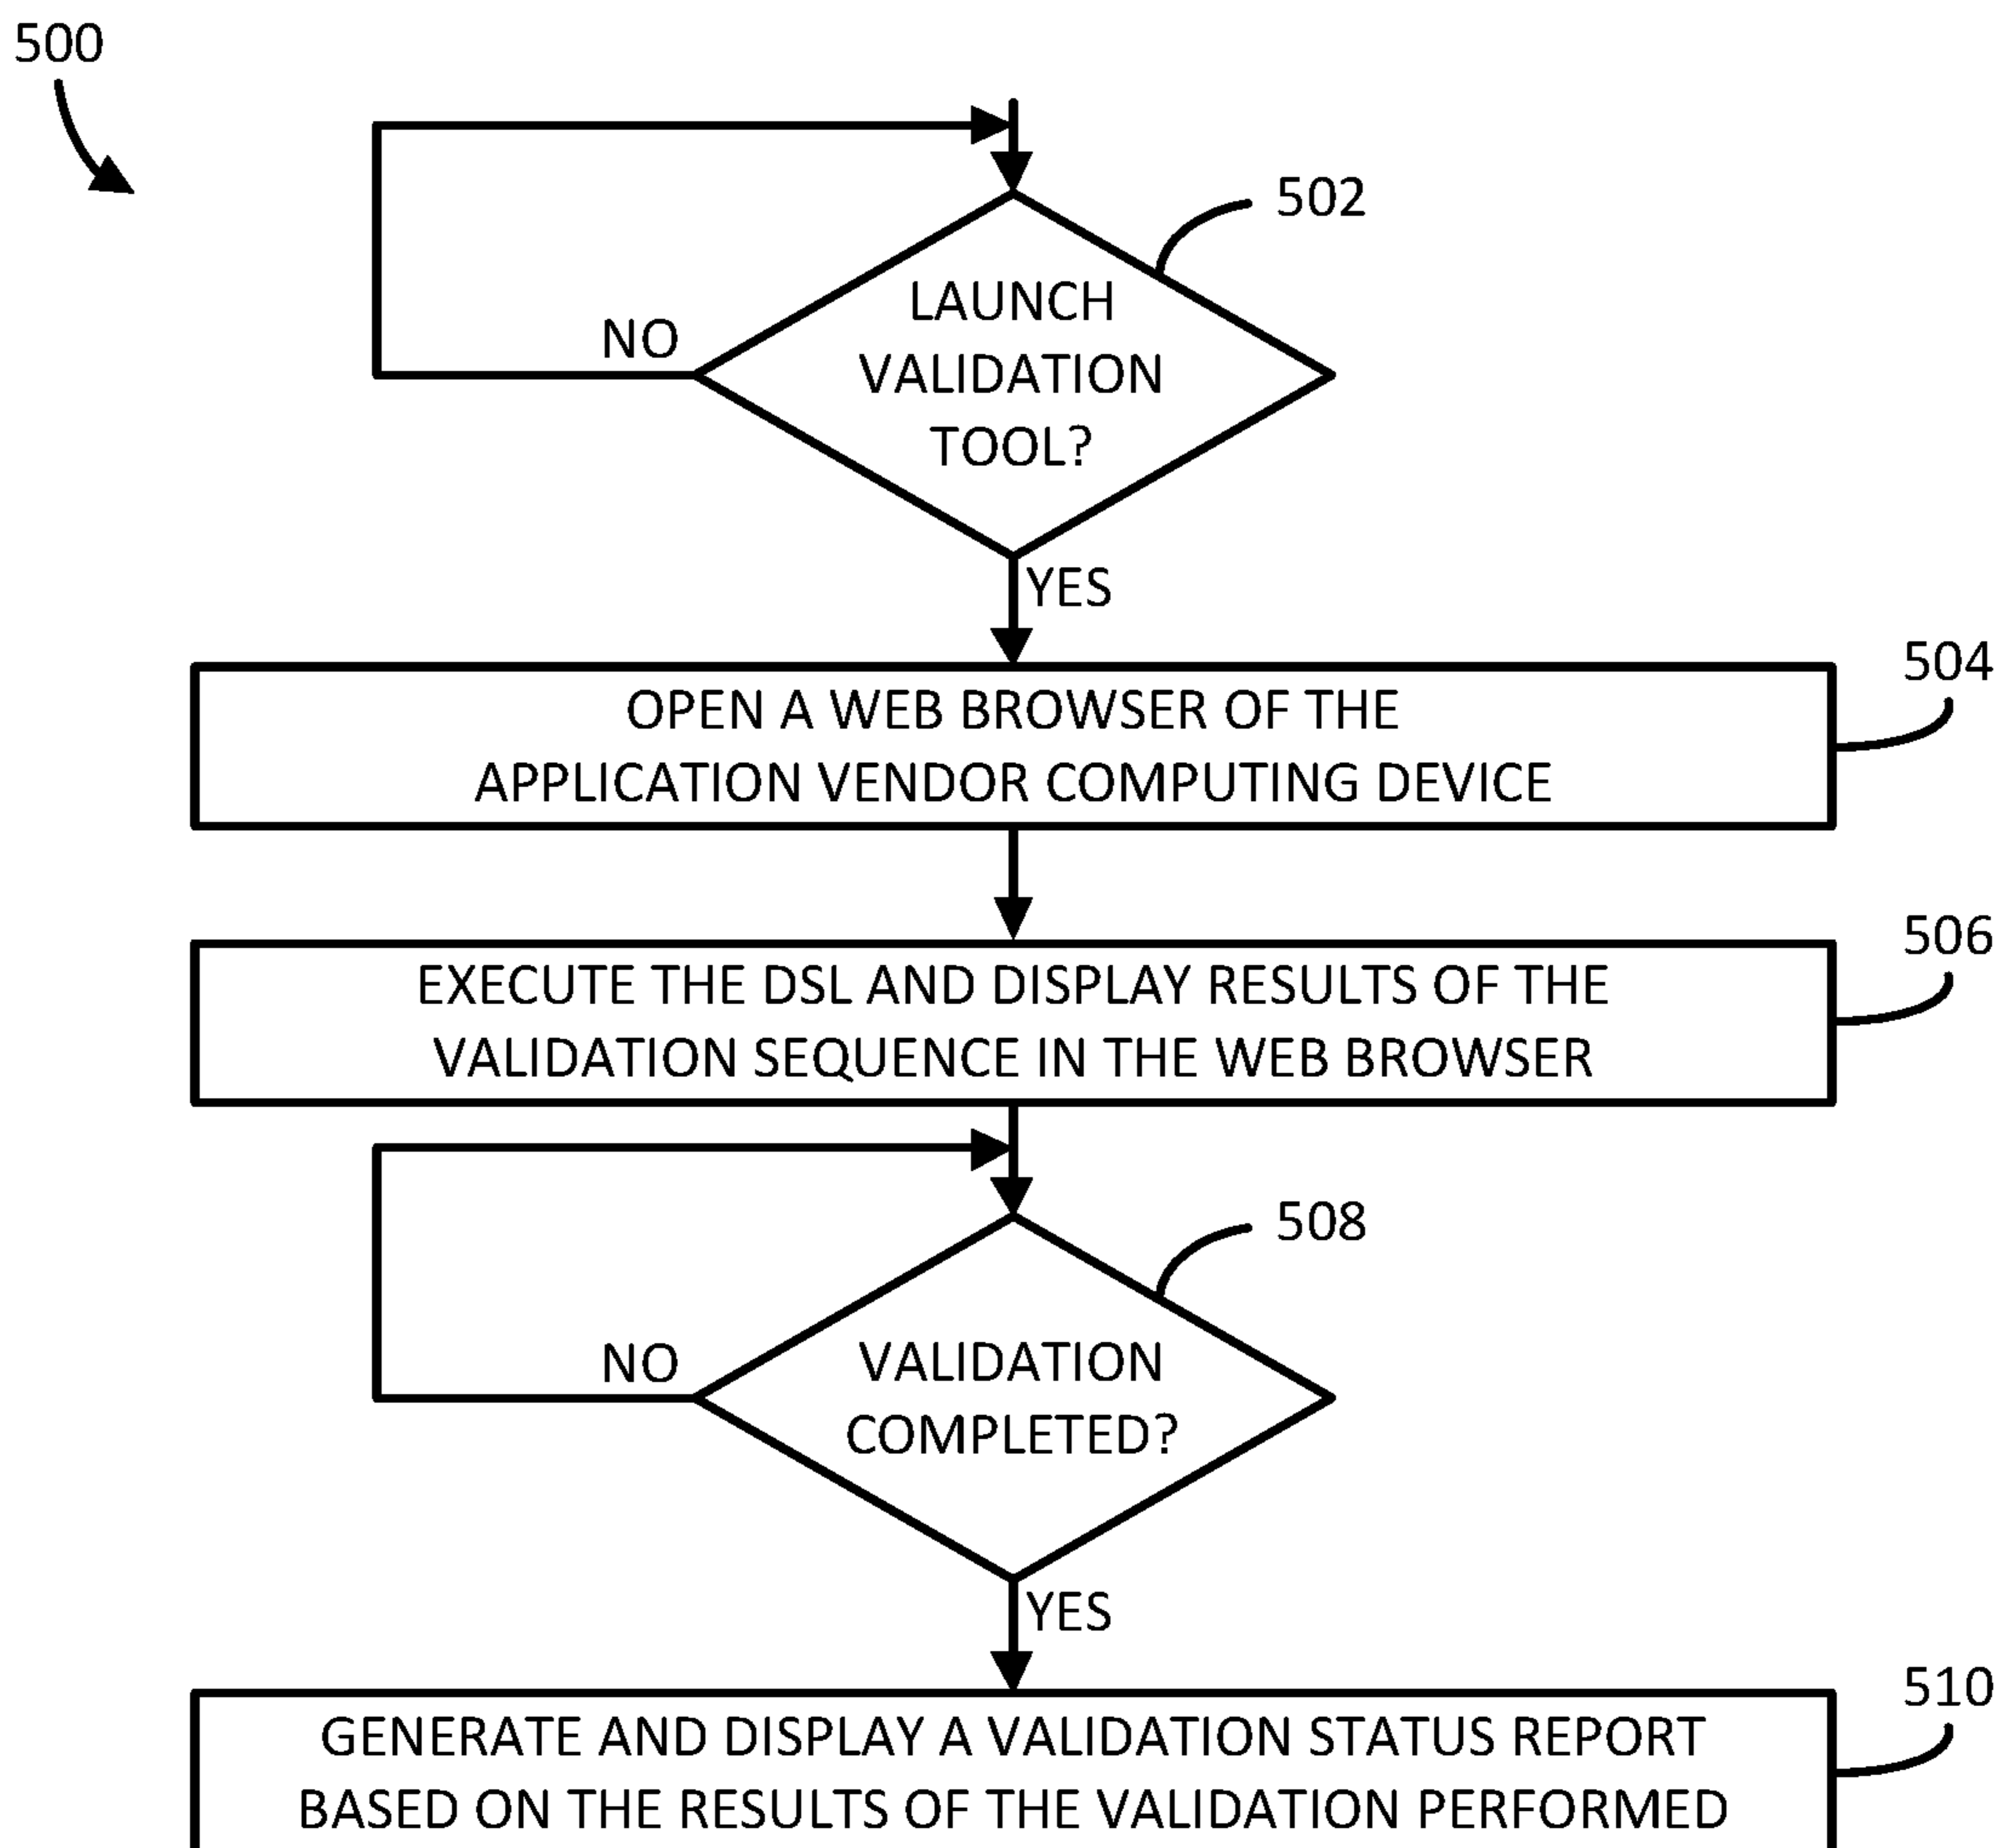 500
502
LAUNCH
VALIDATION
TOOL?
NO
YES
504
OPEN A WEB BROWSER OF THE
APPLICATION VENDOR COMPUTING DEVICE
506
EXECUTE THE DSL AND DISPLAY RESULTS OF THE
VALIDATION SEQUENCE IN THE WEB BROWSER
508
VALIDATION
COMPLETED?
NO
YES
510
GENERATE AND DISPLAY A VALIDATION STATUS REPORT
BASED ON THE RESULTS OF THE VALIDATION PERFORMED